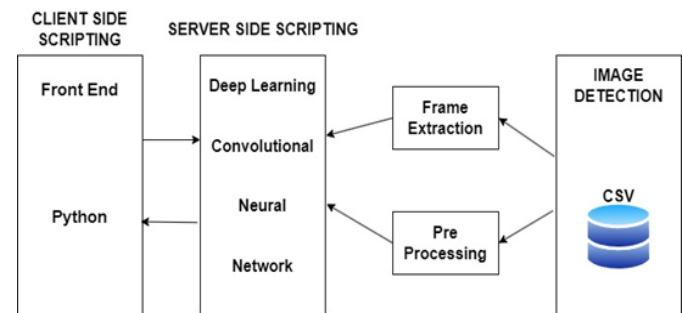 CLIENT SIDE
SCRIPTING
Front End
Python
SERVER SIDE SCRIPTING
Deep Learning
Convolutional
Neural
Network
Frame
Extraction
Pre
Processing
IMAGE
DETECTION
CSV